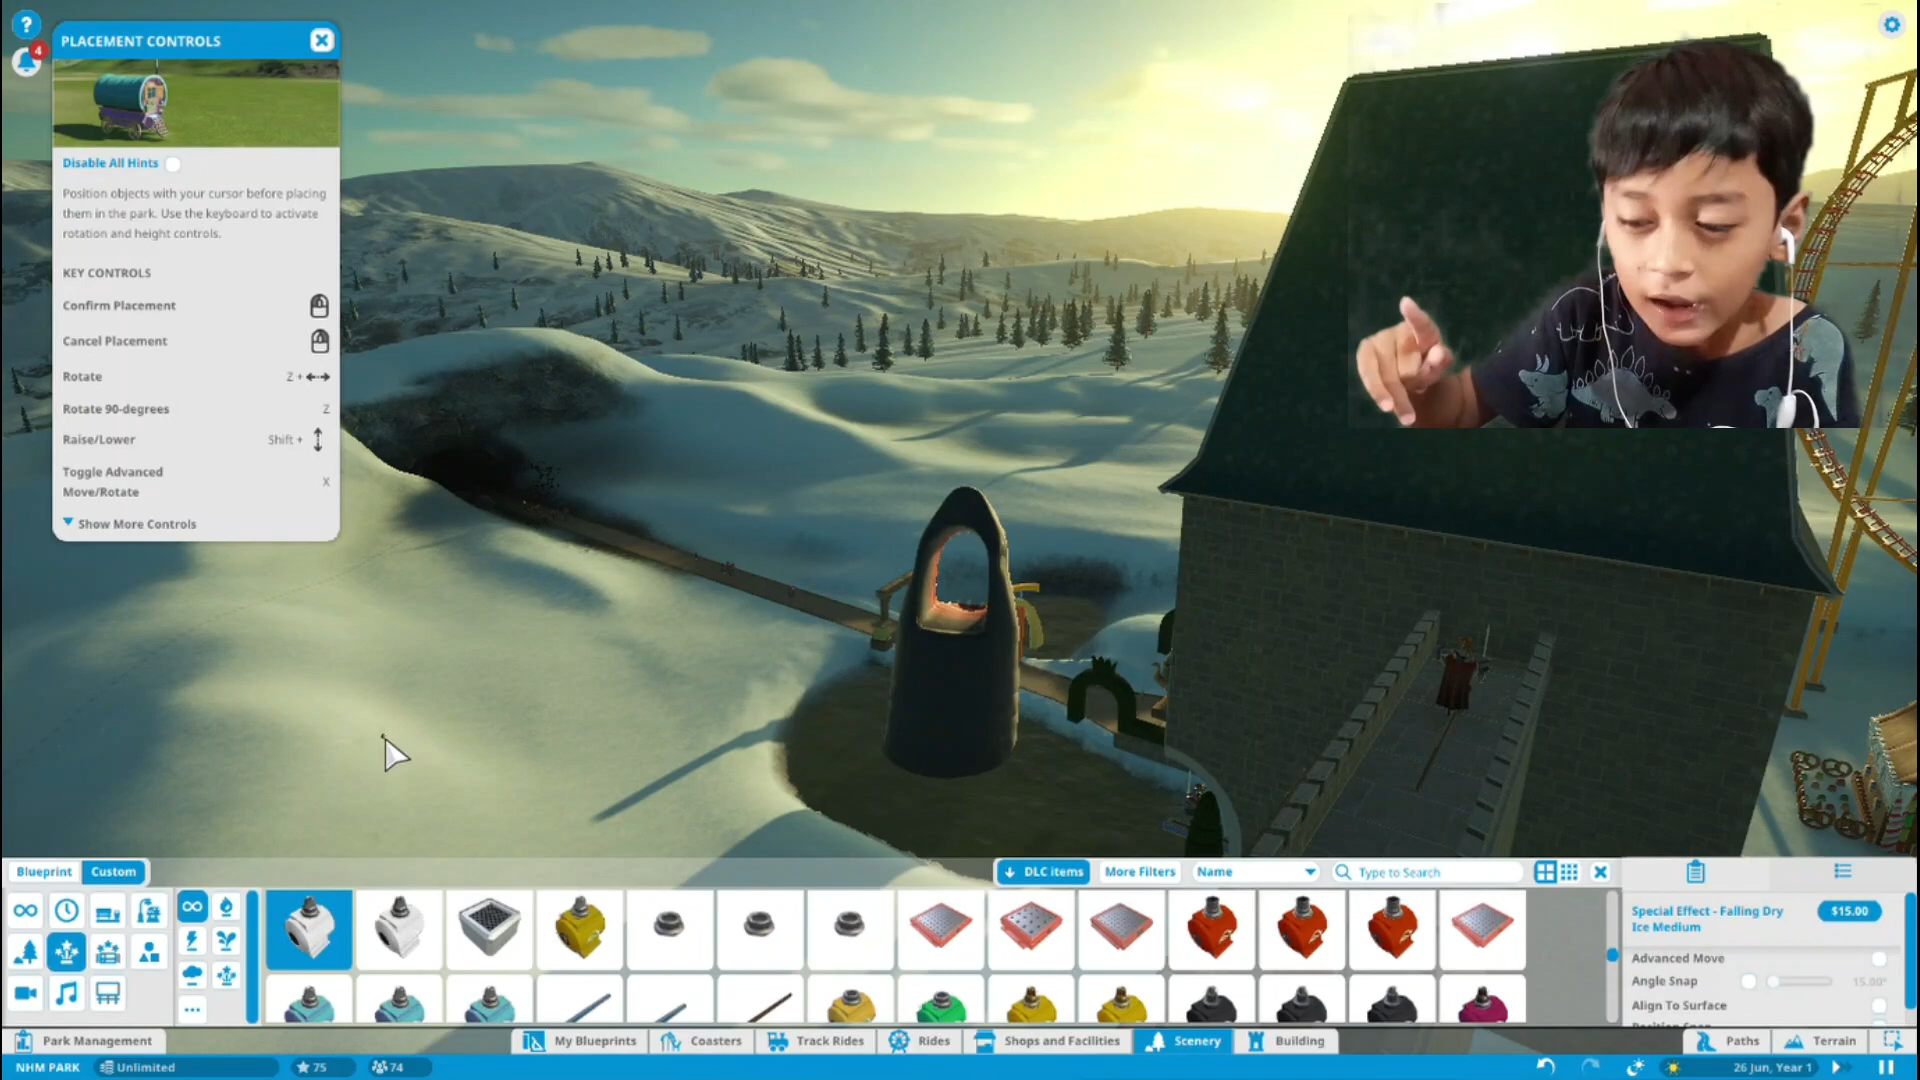 ?
4
PLACEMENT CONTROLS
Disable All Hints
Position objects with your cursor before placing
them in the park. Use the keyboard to activate
rotation and height controls.
KEY CONTROLS
Confirm Placement
Cancel Placement
Rotate Z +
Rotate 90-degrees Z
Raise/Lower Shift +
Toggle Advanced
Move/Rotate X
Show More Controls
Blueprint Custom
DLC items More Filters Name Type to Search
Special Effect - Falling Dry
Ice Medium
$15.00
Advanced Move
Angle Snap 15.00°
Align To Surface
Park Management My Blueprints Coasters Track Rides Rides Shops and Facilities Scenery Building Paths Terrain
NHM PARK Unlimited 75 74 26 Jun, Year 1